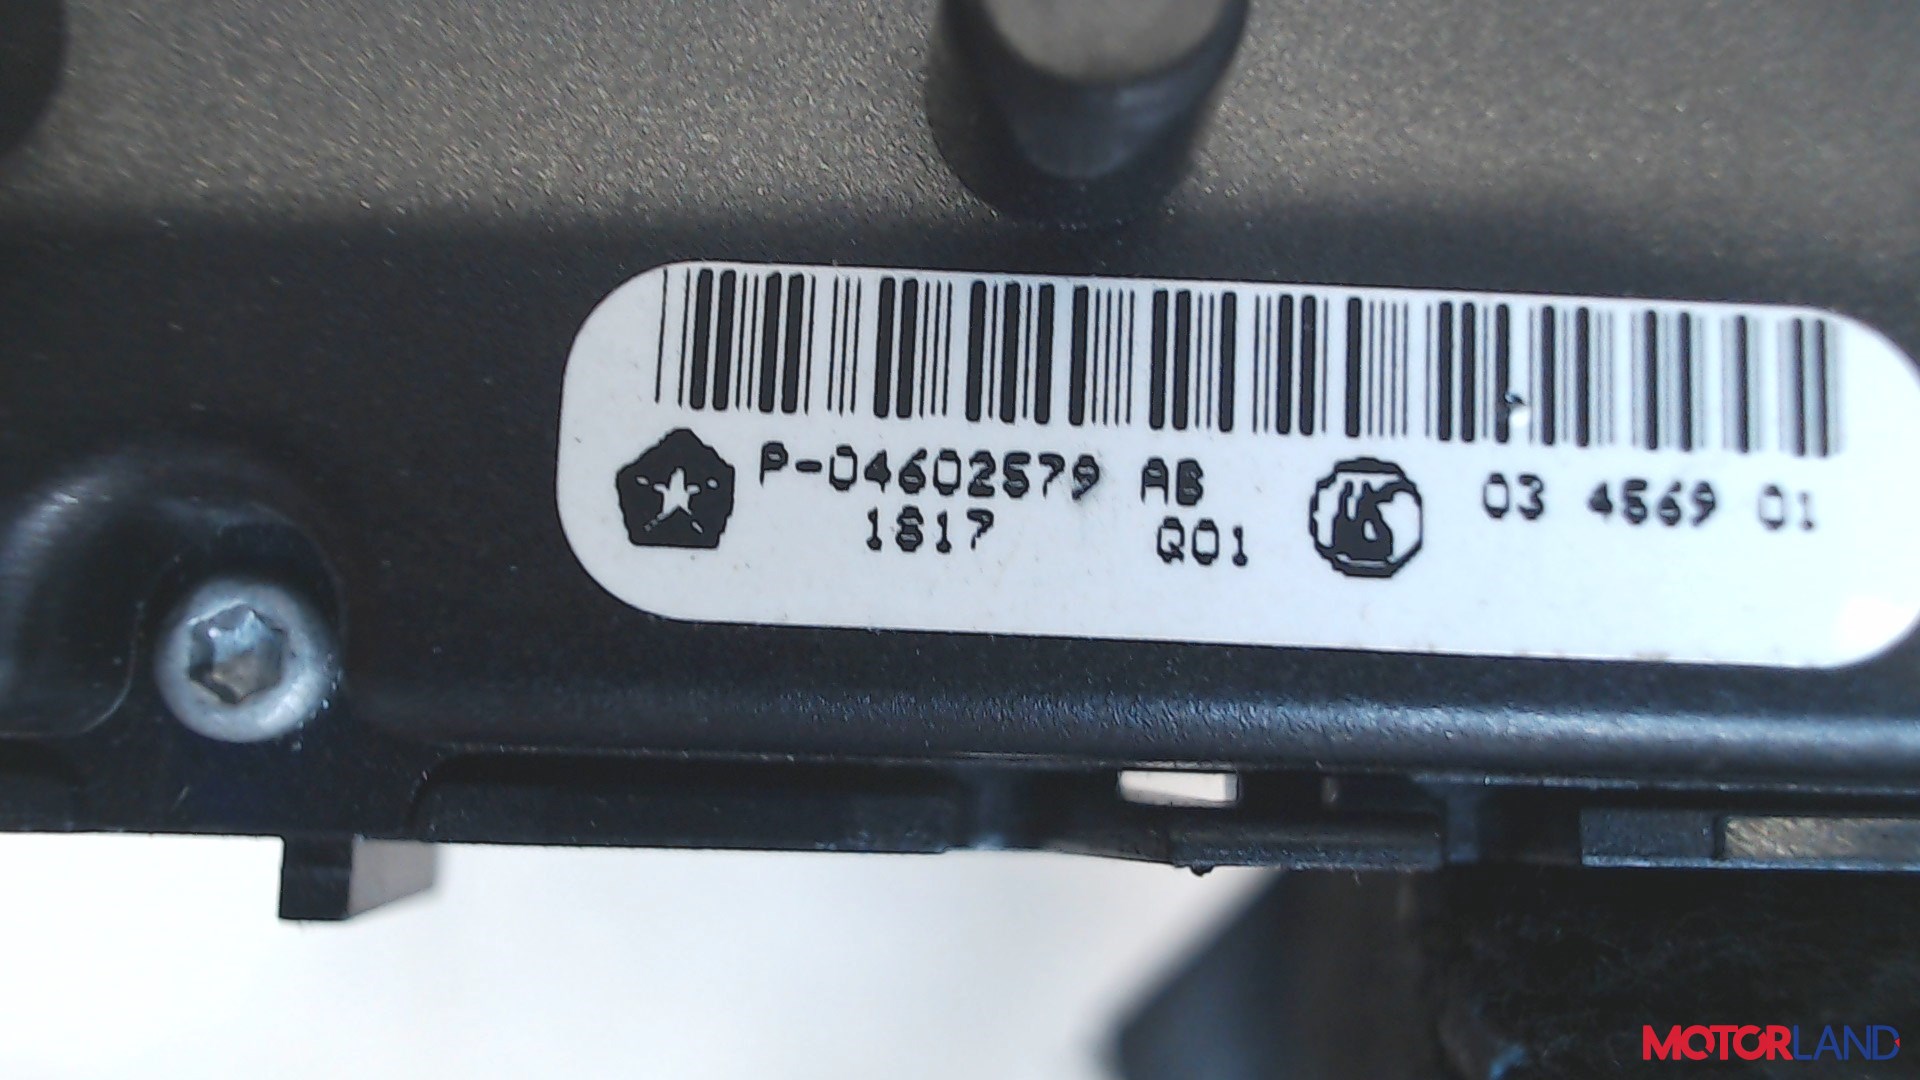 P-04602579 AB 03 4569 01
1817 Q01
MOTORLAND